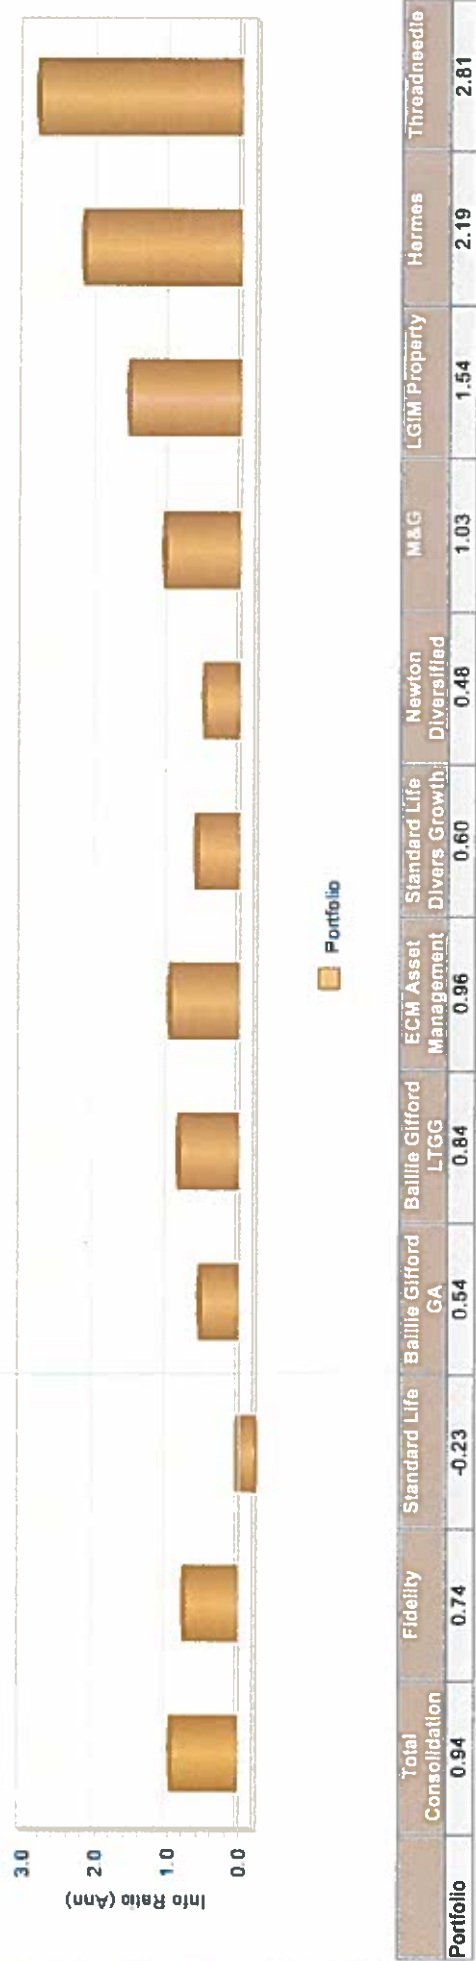 3.0
2.0
1.0
0.0
Info Ratio (Ann)
Portfolio
Total Consolidation
Fidelity
Standard Life
Baillie Gifford GA
Baillie Gifford LTGG
ECM Asset Management
Standard Life Divers Growth
Newton Diversified
M&G
LGIM Property
Hermes
Threadneedle
Portfolio 0.94 0.74 -0.23 0.54 0.84 0.96 0.60 0.48 1.03 1.54 2.19 2.81